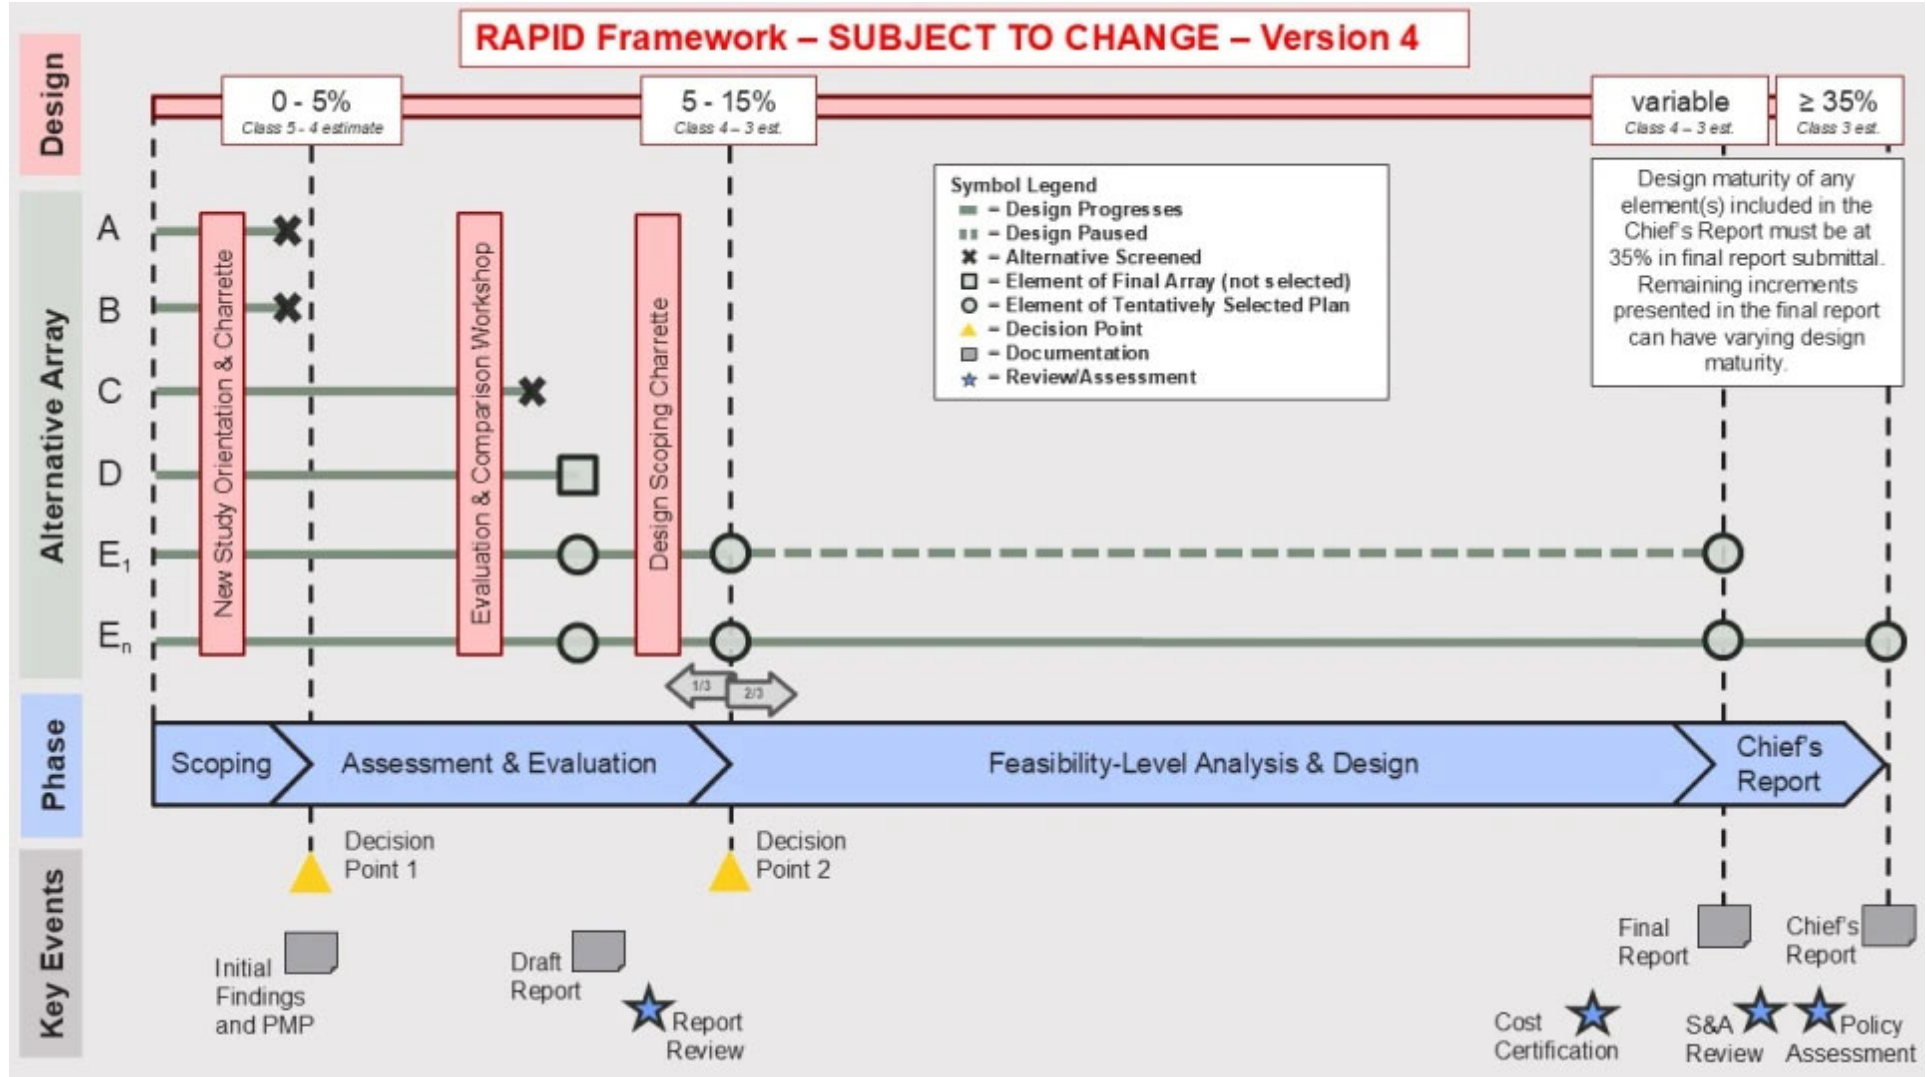 RAPID Framework – SUBJECT TO CHANGE – Version 4
Design
0 - 5%
Class 5 - 4 estimate
5 - 15%
Class 4 – 3 est.
variable
Class 4 – 3 est.
≥ 35%
Class 3 est.
Design maturity of any
element(s) included in the
Chief's Report must be at
35% in final report submittal.
Remaining increments
presented in the final report
can have varying design
maturity.
Symbol Legend
= Design Progresses
= Design Paused
= Alternative Screened
= Element of Final Array (not selected)
= Element of Tentatively Selected Plan
= Decision Point
= Documentation
= Review/Assessment
Alternative Array
A
B
C
D
E1
En
New Study Orientation & Charrette
Evaluation & Comparison Workshop
Design Scoping Charrette
1/3
2/3
Phase
Scoping
Assessment & Evaluation
Feasibility-Level Analysis & Design
Chief's
Report
Key Events
Decision
Point 1
Decision
Point 2
Initial
Findings
and PMP
Draft
Report
Report
Review
Final
Report
Chief's
Report
Cost
Certification
S&A
Review
Policy
Assessment